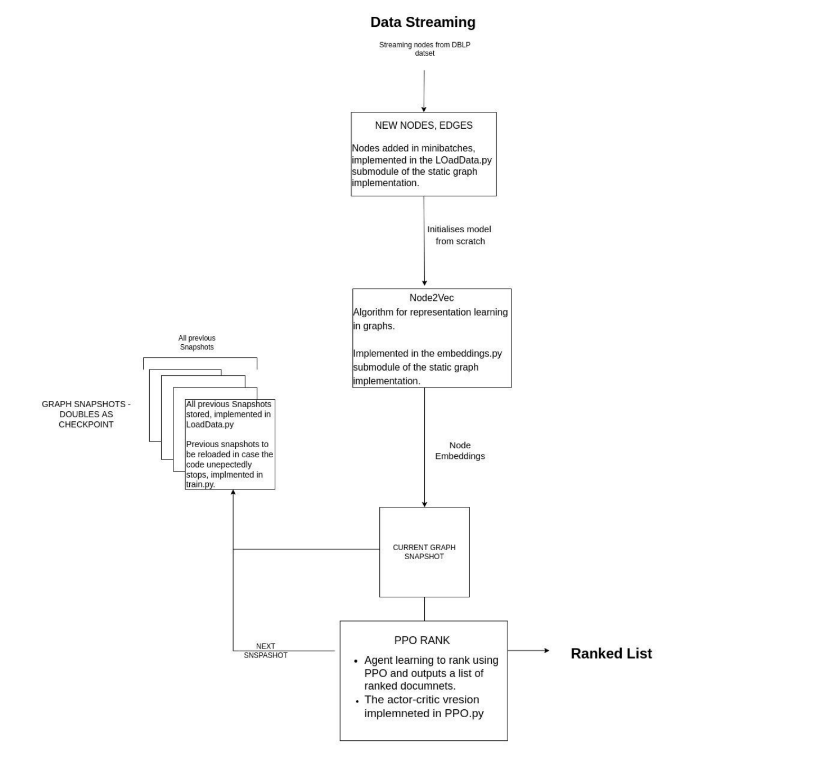 Data Streaming
Streaming nodes from DBLP
datset
NEW NODES, EDGES
Nodes added in minibatches,
implemented in the LOadData.py
submodule of the static graph
implementation.
Initialises model
from scratch
Node2Vec
Algorithm for representation learning
in graphs.
Implemented in the embeddings.py
submodule of the static graph
implementation.
All previous
Snapshots
GRAPH SNAPSHOTS -
DOUBLES AS
CHECKPOINT
All previous Snapshots
stored, implemented in
LoadData.py
Previous snapshots to
be reloaded in case the
code unepectedly
stops, implmented in
train.py.
Node
Embeddings
CURRENT GRAPH
SNAPSHOT
NEXT
SNSPASHOT
PPO RANK
• Agent learning to rank using
PPO and outputs a list of
ranked documnets.
• The actor-critic vresion
implemneted in PPO.py
Ranked List